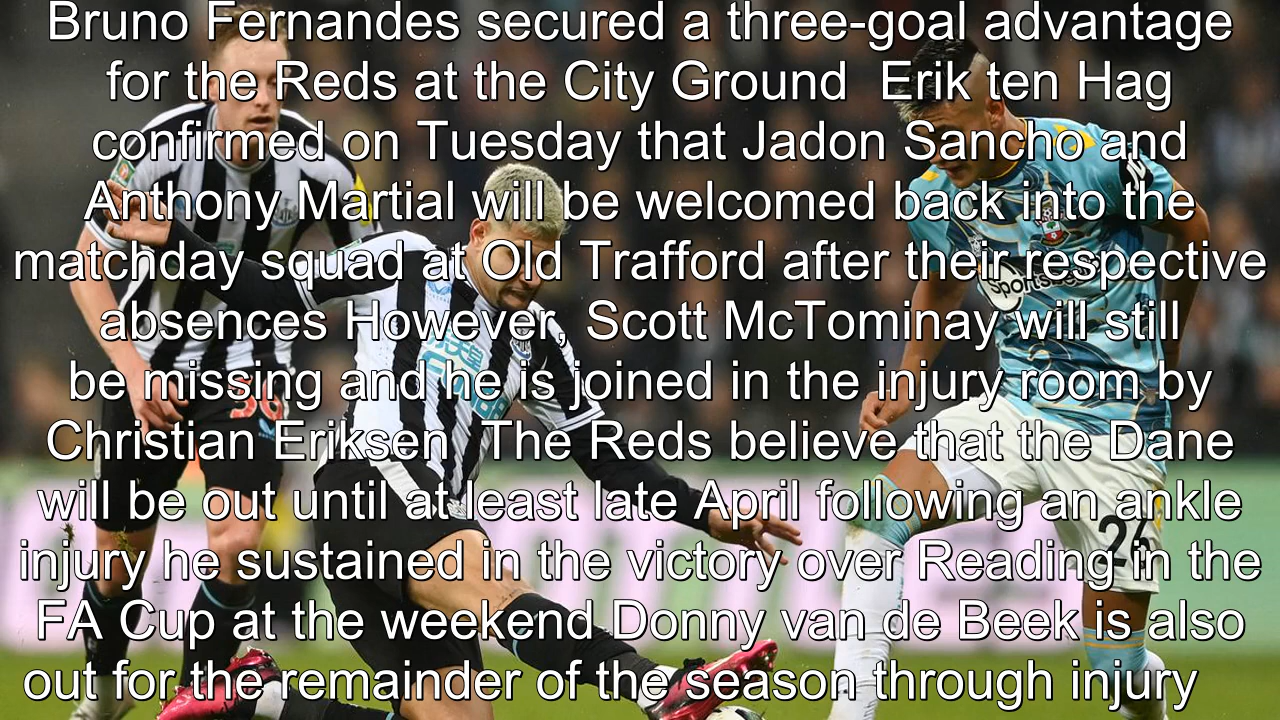 Bruno Fernandes secured a three-goal advantage
for the Reds at the City Ground  Erik ten Hag
confirmed on Tuesday that Jadon Sancho and
Anthony Martial will be welcomed back into the
matchday squad at Old Trafford after their respective
absences However, Scott McTominay will still
be missing and he is joined in the injury room by
Christian Eriksen  The Reds believe that the Dane
will be out until at least late April following an ankle
injury he sustained in the victory over Reading in the
FA Cup at the weekend Donny van de Beek is also
out for the remainder of the season through injury
36
26